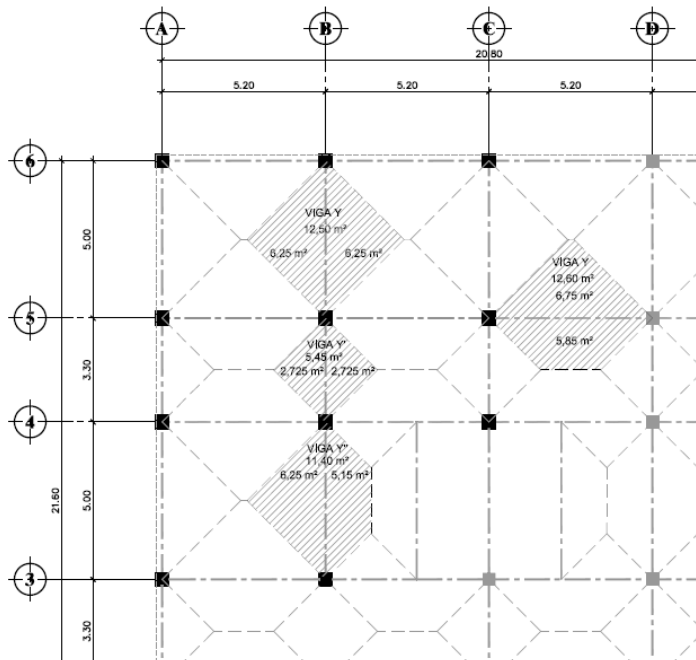 A B C D
20.80
5.20 5.20 5.20
6
VIGA Y
12,50 m²
6,25 m² 6,25 m²
5.00
VIGA Y
12,60 m²
6,75 m²
5
5,85 m²
VIGA Y'
5,45 m²
2,725 m² 2,725 m²
3.30
4
VIGA Y"
11,40 m²
6,25 m² 5,15 m²
21.60
5.00
3
3.30